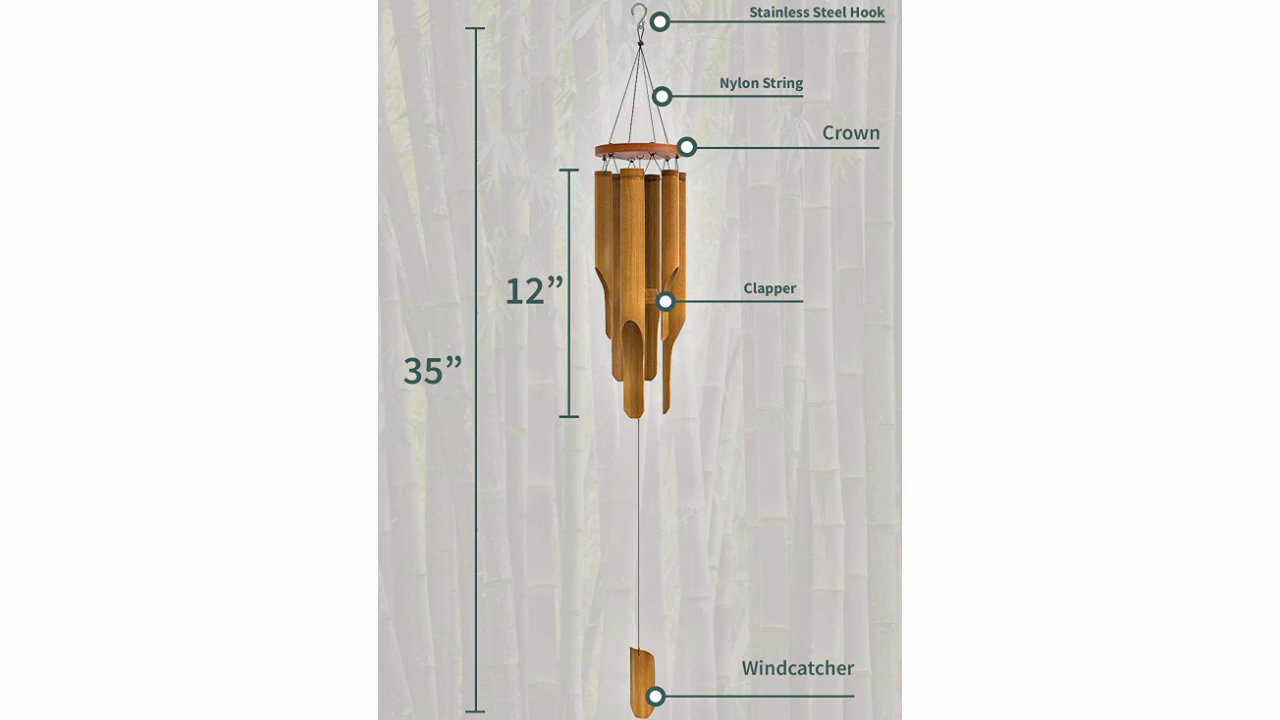 Stainless Steel Hook
Nylon String
Crown
12”
Clapper
35”
Windcatcher